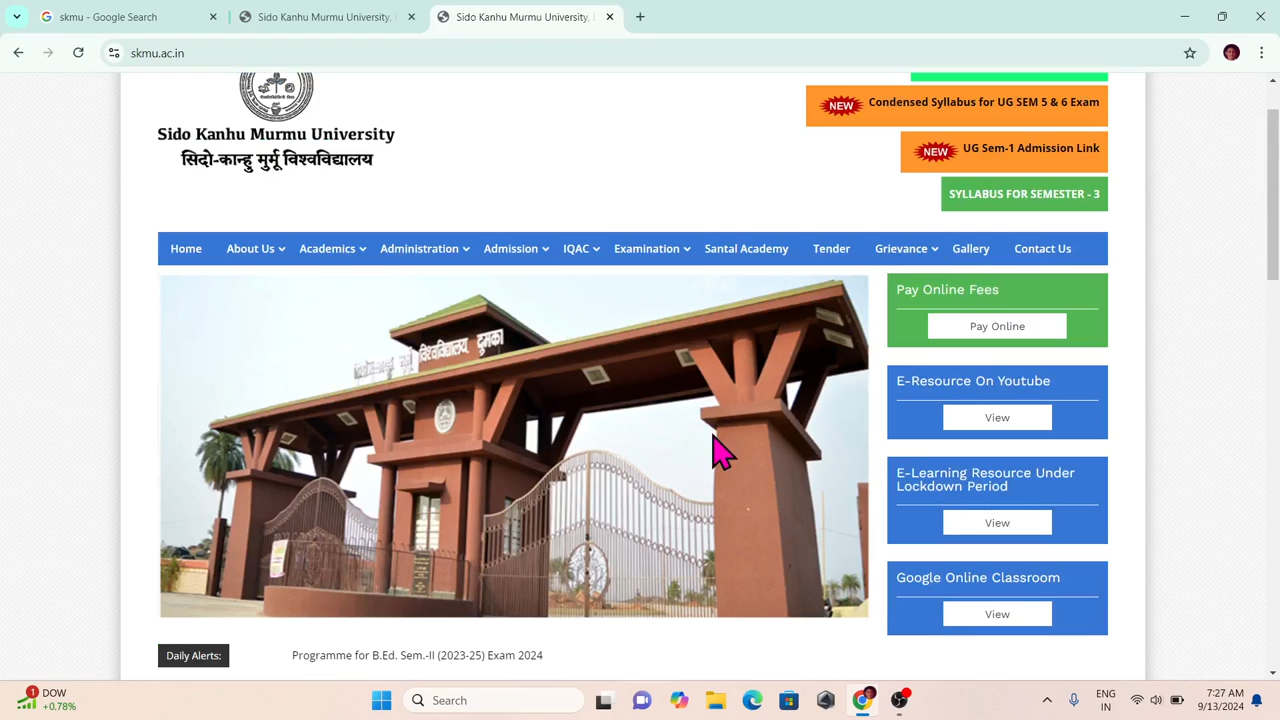 skmu - Google Search
Sido Kanhu Murmu University,
Sido Kanhu Murmu University,
skmu.ac.in
Sido Kanhu Murmu University
सिदो-कान्हु मुर्मू विश्वविद्यालय
NEW Condensed Syllabus for UG SEM 5 & 6 Exam
NEW UG Sem-1 Admission Link
SYLLABUS FOR SEMESTER - 3
Home About Us Academics Administration Admission IQAC Examination Santal Academy Tender Grievance Gallery Contact Us
विश्वविद्यालय, दुमका
Pay Online Fees
Pay Online
E-Resource On Youtube
View
E-Learning Resource Under
Lockdown Period
View
Google Online Classroom
View
Daily Alerts: Programme for B.Ed. Sem.-II (2023-25) Exam 2024
1 DOW
+0.78%
Search
ENG
IN
7:27 AM
9/13/2024